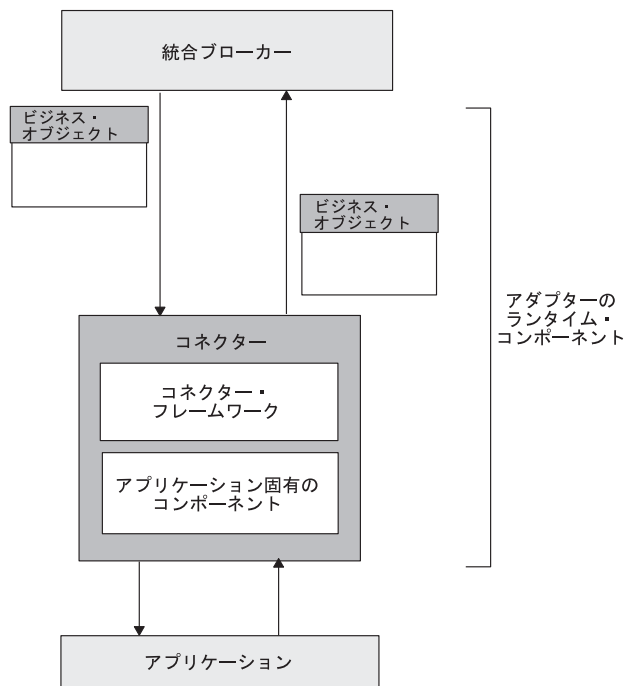 統合ブローカー
ビジネス・
オブジェクト
ビジネス・
オブジェクト
アダプターの
ランタイム・
コンポーネント
コネクター
コネクター・
フレームワーク
アプリケーション固有の
コンポーネント
アプリケーション